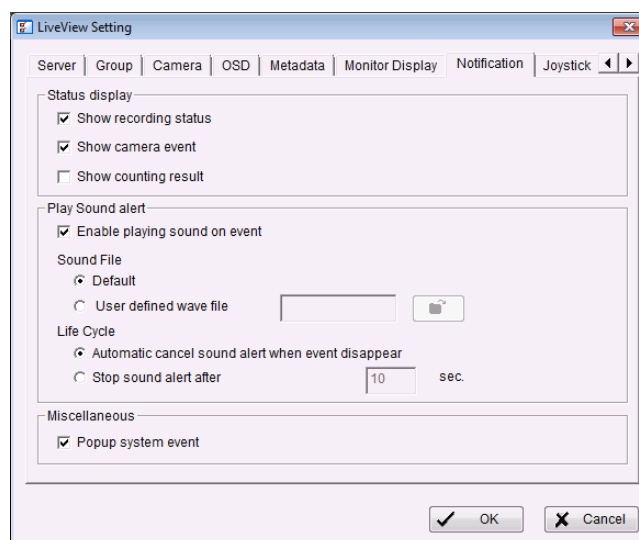 LiveView Setting
Server Group Camera OSD Metadata Monitor Display Notification Joystick
Status display
Show recording status
Show camera event
Show counting result
Play Sound alert
Enable playing sound on event
Sound File
Default
User defined wave file
Life Cycle
Automatic cancel sound alert when event disappear
Stop sound alert after 10 sec.
Miscellaneous
Popup system event
OK Cancel